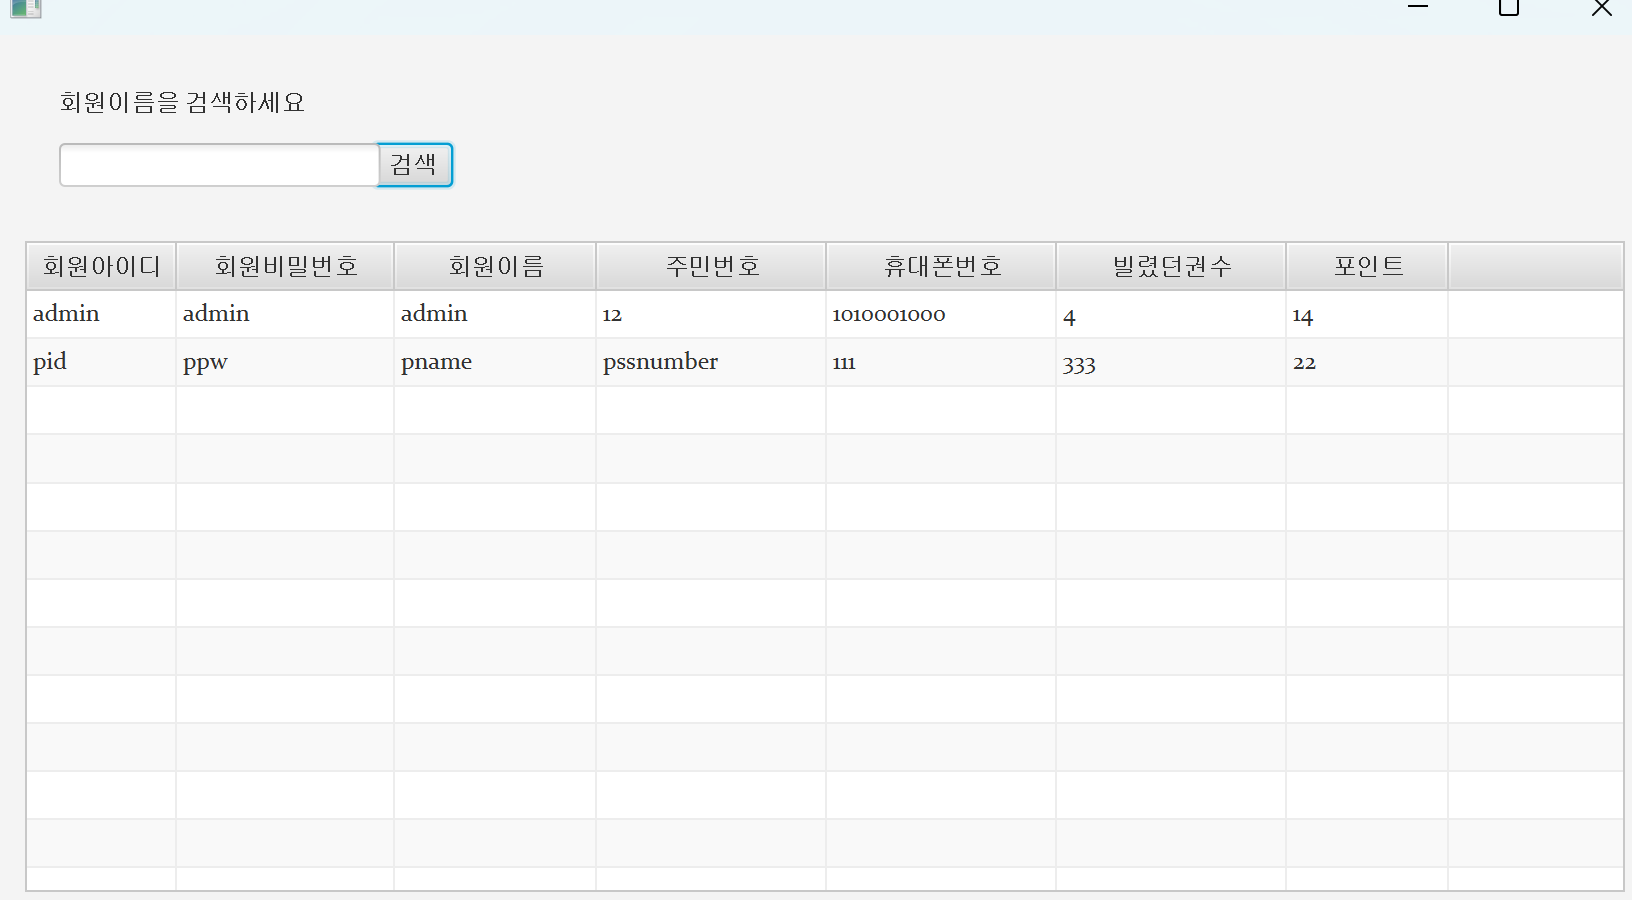 회원이름을 검색하세요
검색
회원아이디 회원비밀번호 회원이름 주민번호 휴대폰번호 빌렸던권수 포인트
admin admin admin 12 1010001000 4 14
pid ppw pname pssnumber 111 333 22